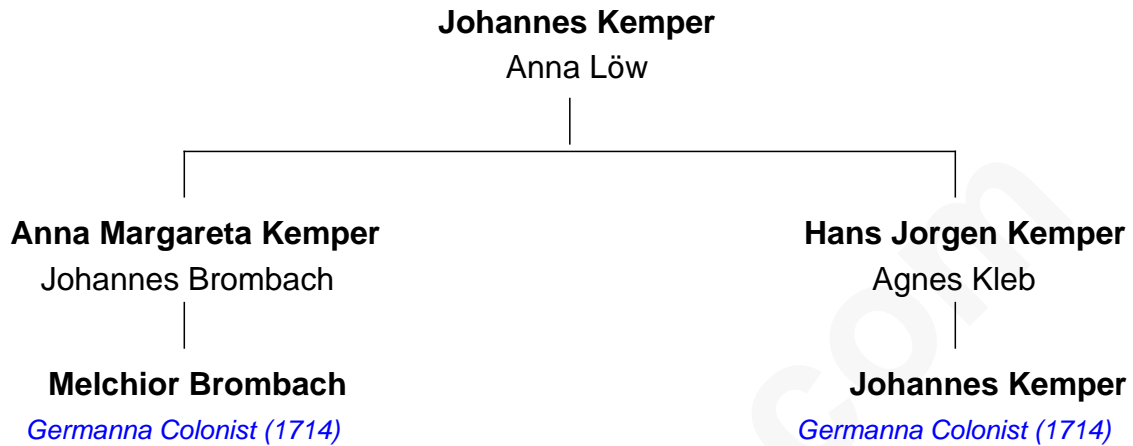 Johannes Kemper
Anna Löw
Anna Margareta Kemper
Johannes Brombach
Hans Jorgen Kemper
Agnes Kleb
Melchior Brombach
Germanna Colonist (1714)
Johannes Kemper
Germanna Colonist (1714)
com